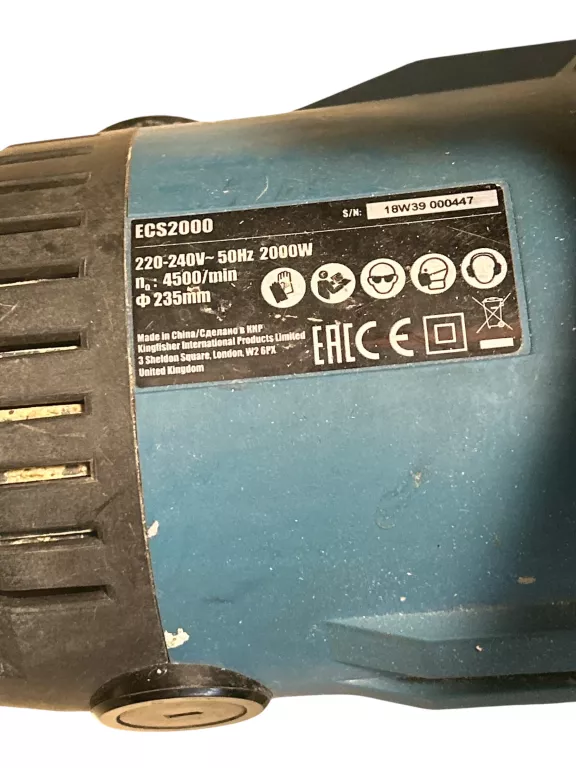 ECS2000
S/N: 18W39 000447
220-240V~ 50Hz 2000W
n₀ : 4500/min
Φ 235mm
Made in China/Сделано в КНР
Kingfisher International Products Limited
3 Sheldon Square, London, W2 6PX
United Kingdom
EAC CE